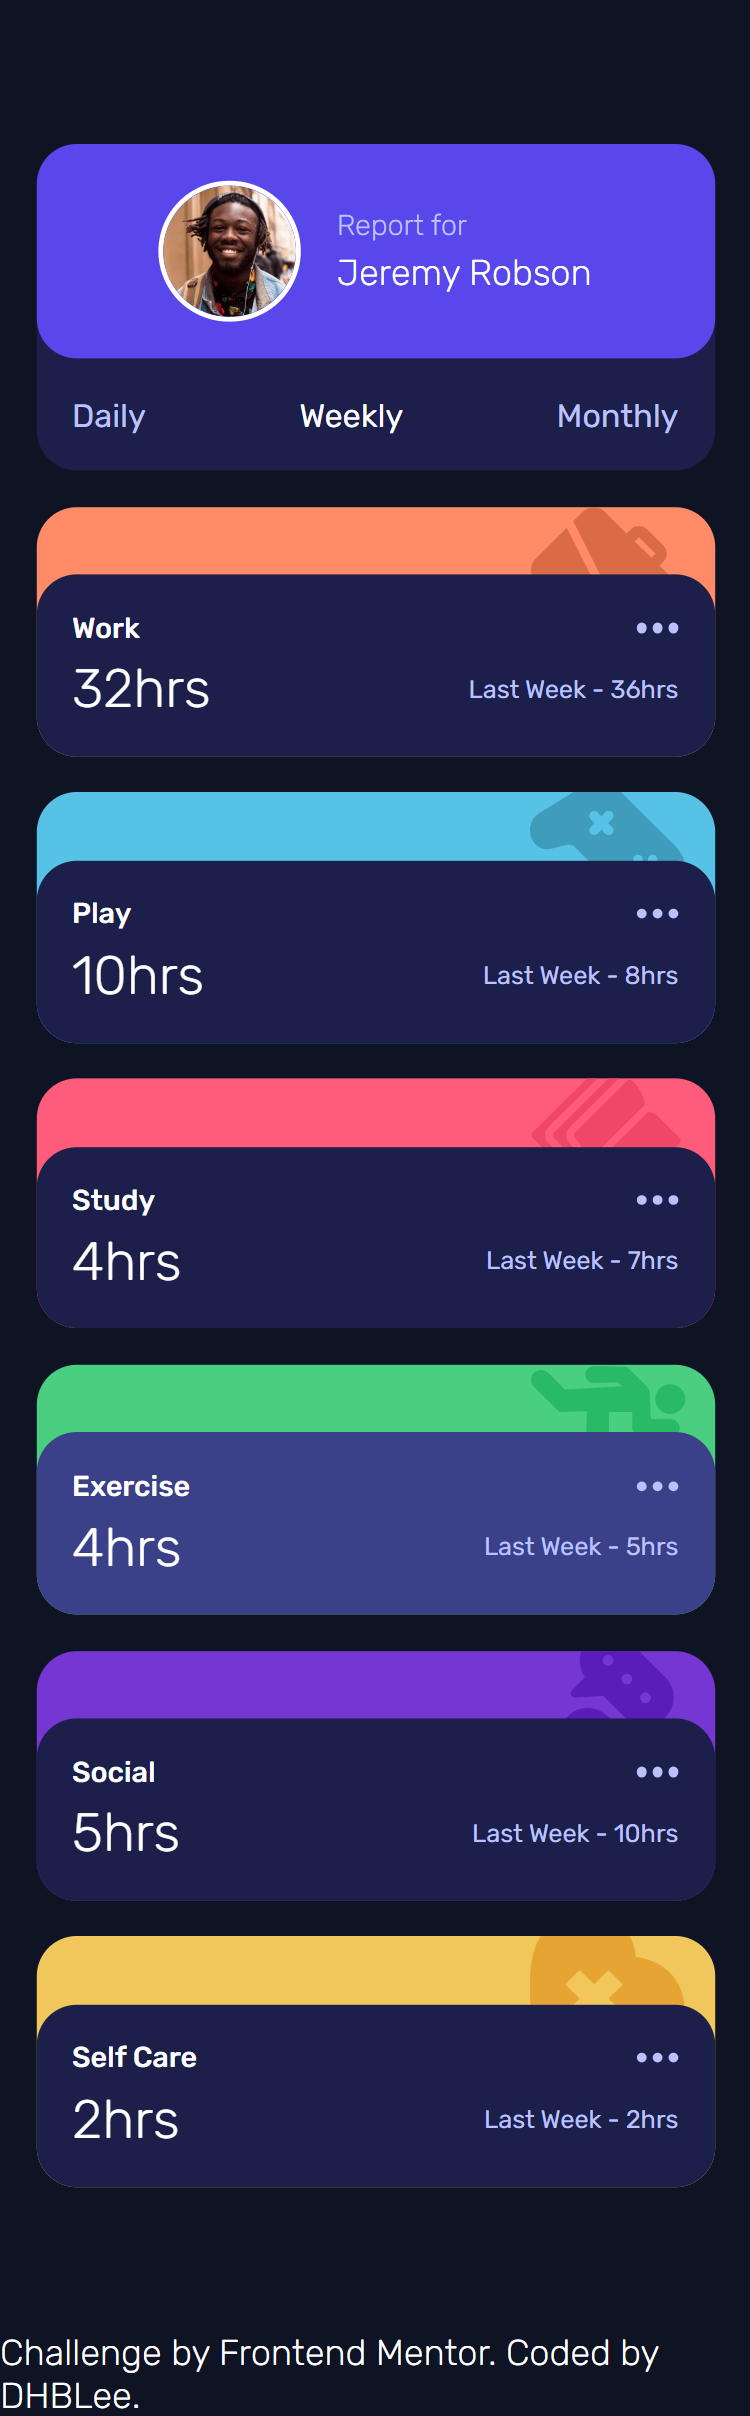 Report for
Jeremy Robson
Daily Weekly Monthly
Work
32hrs Last Week - 36hrs
Play
10hrs Last Week - 8hrs
Study
4hrs Last Week - 7hrs
Exercise
4hrs Last Week - 5hrs
Social
5hrs Last Week - 10hrs
Self Care
2hrs Last Week - 2hrs
Challenge by Frontend Mentor. Coded by
DHBLee.